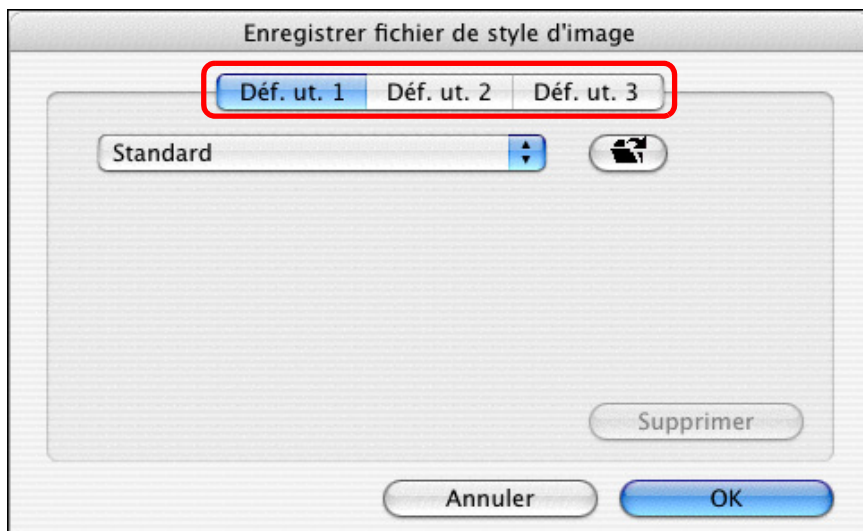 Enregistrer fichier de style d'image
Déf. ut. 1 Déf. ut. 2 Déf. ut. 3
Standard
Supprimer
Annuler OK